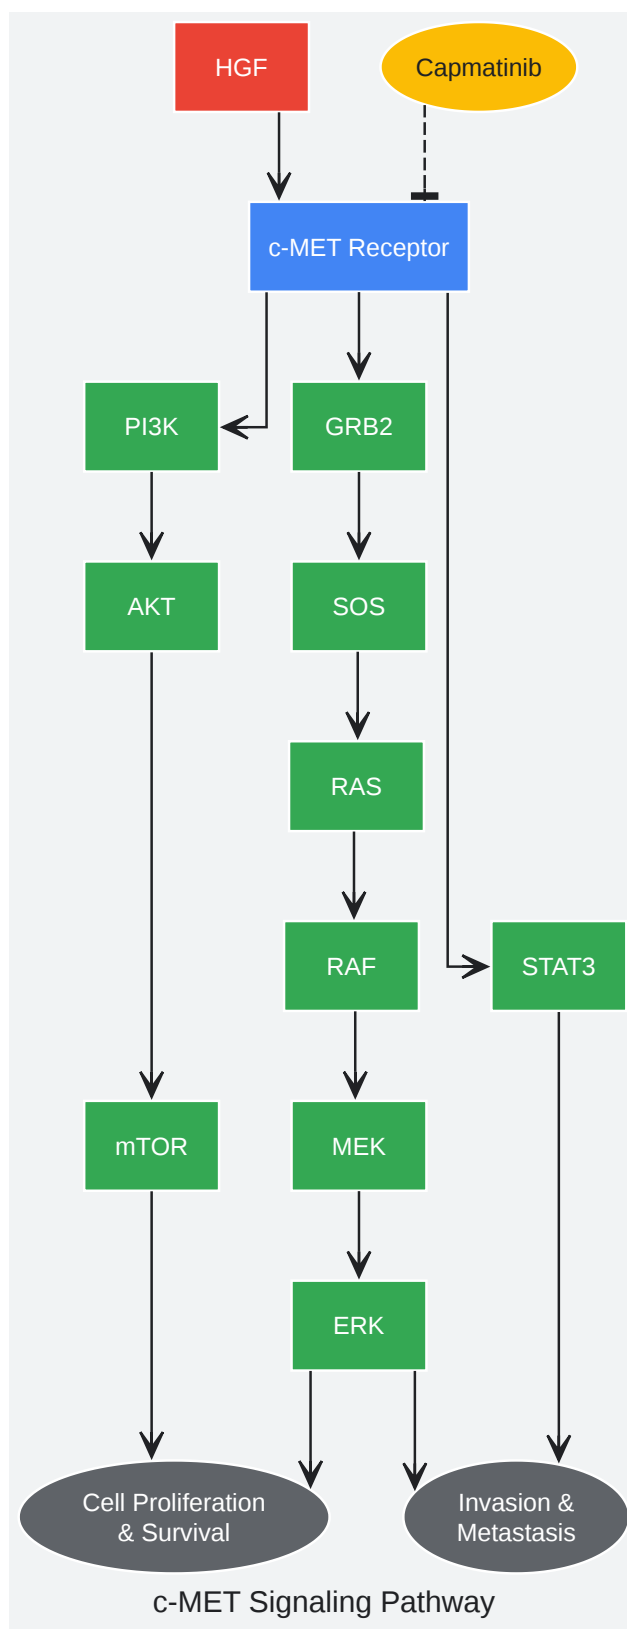 HGF
Capmatinib
c-MET Receptor
PI3K
GRB2
AKT
SOS
RAS
RAF
STAT3
mTOR
MEK
ERK
Cell Proliferation
& Survival
Invasion &
Metastasis
c-MET Signaling Pathway